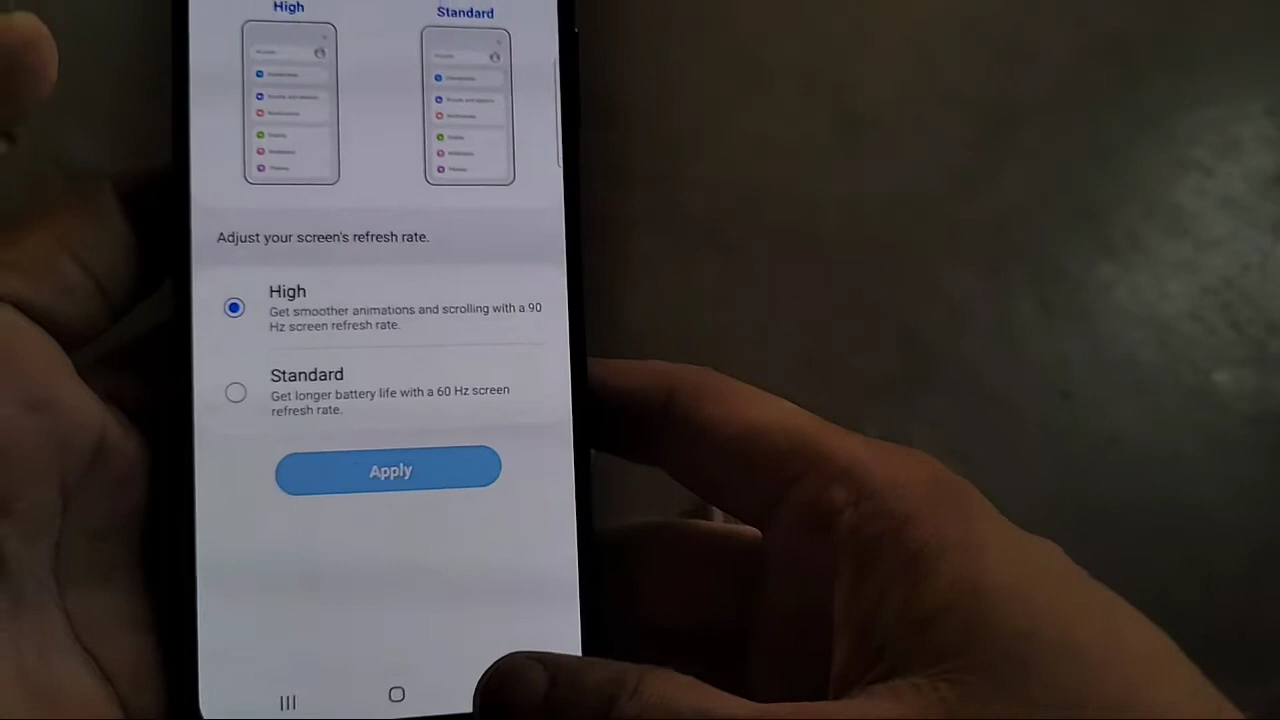 High
Standard
Adjust your screen's refresh rate.
High
Get smoother animations and scrolling with a 90
Hz screen refresh rate.
Standard
Get longer battery life with a 60 Hz screen
refresh rate.
Apply